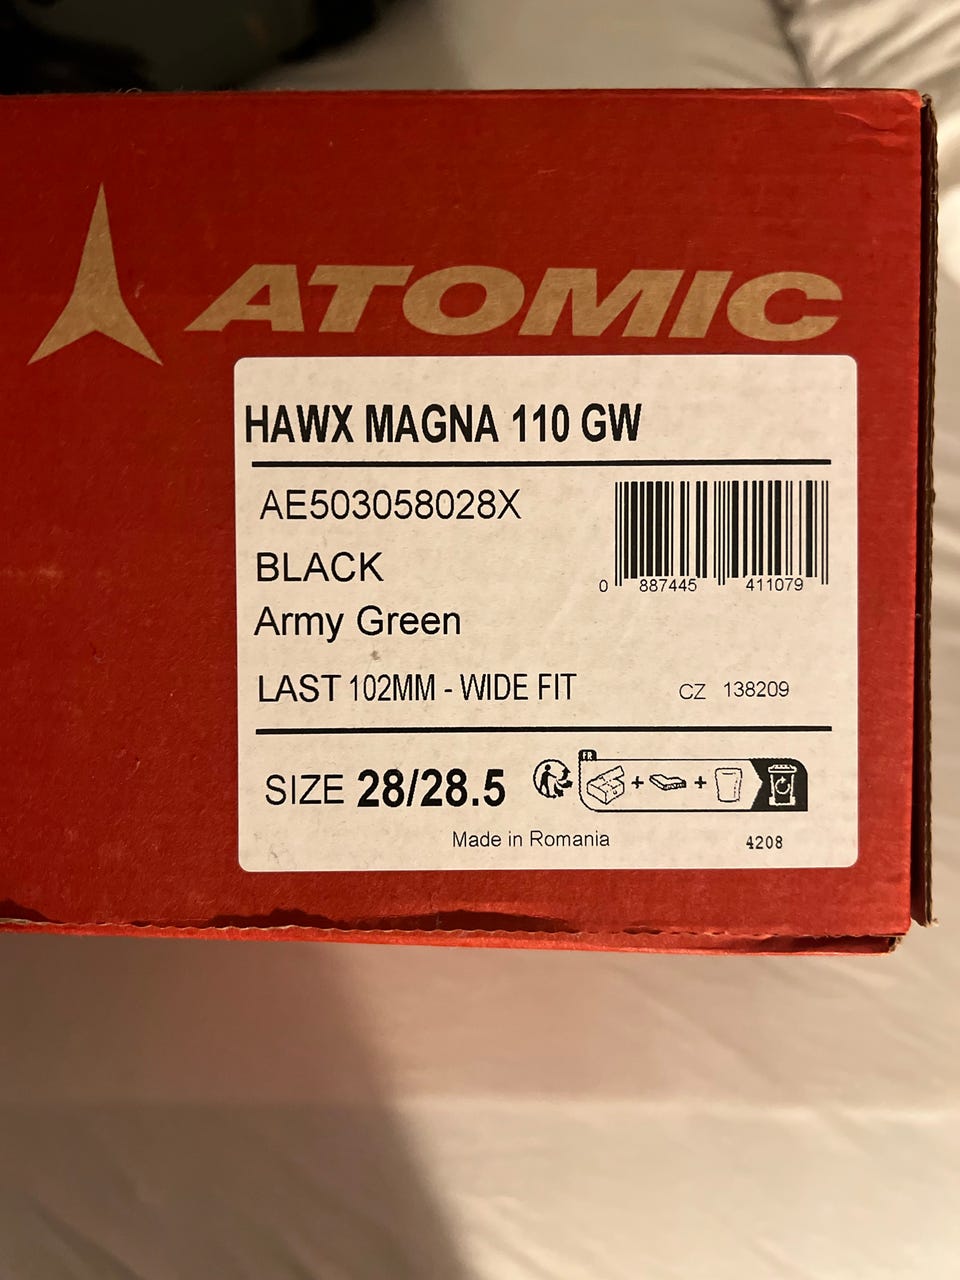 ATOMIC
HAWX MAGNA 110 GW
AE503058028X
BLACK
0 887445 411079
Army Green
LAST 102MM - WIDE FIT
CZ 138209
SIZE 28/28.5
FR
+ +
Made in Romania
4208